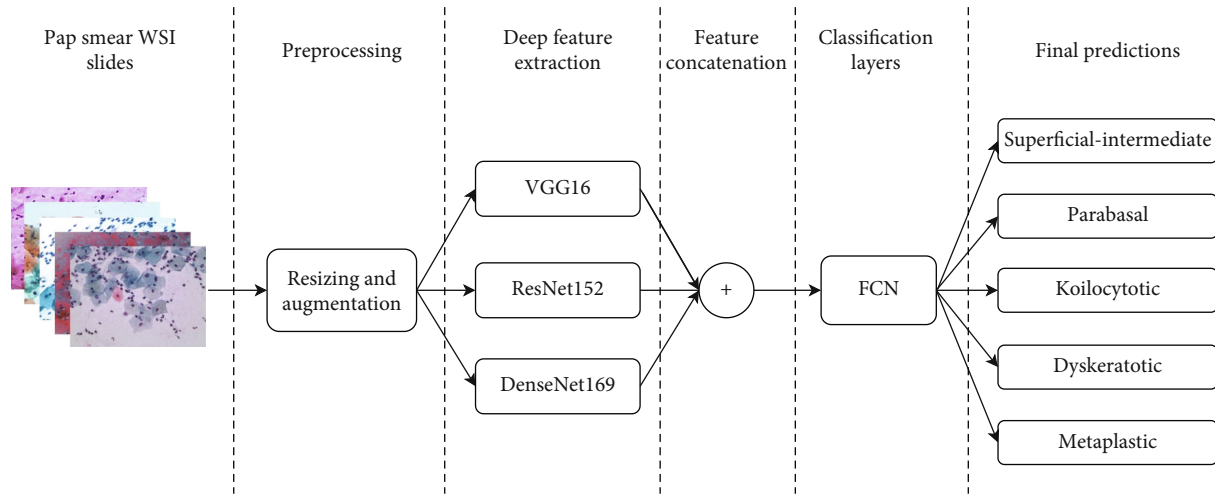 Pap smear WSI
slides
Preprocessing
Deep feature
extraction
Feature
concatenation
Classification
layers
Final predictions
Resizing and
augmentation
VGG16
ResNet152
DenseNet169
+
FCN
Superficial-intermediate
Parabasal
Koilocytotic
Dyskeratotic
Metaplastic